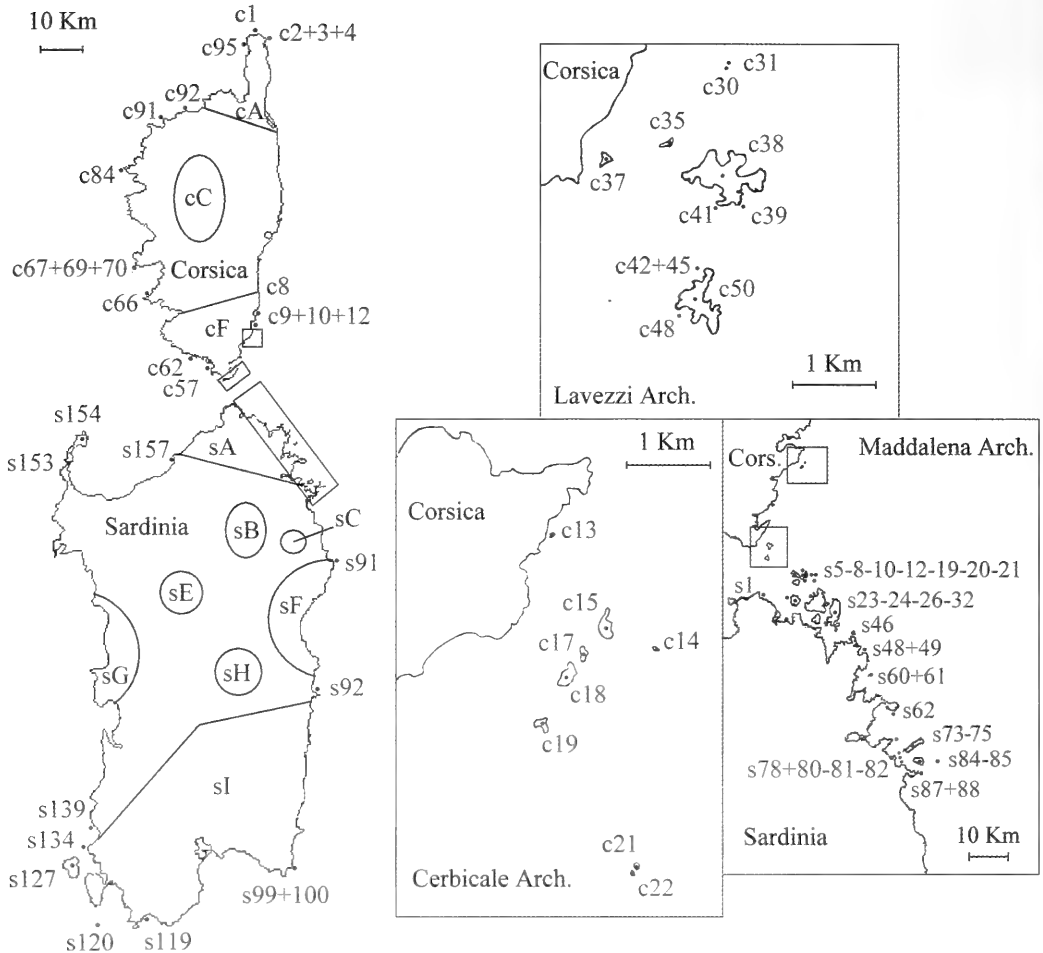 10 Km
c1
c2+3+4
c95
c92
cA
c91
c84
cC
c67+69+70
Corsica
c8
c66
c9+10+12
cF
c62
c57
s154
s157
sA
s153
Sardinia
sB
sC
s91
sE
sF
sG
sH
s92
sI
s139
s134
s127
s99+100
s120
s119
Corsica
c31
c30
c35
c38
c37
c41
c39
c42+45
c50
c48
1 Km
Lavezzi Arch.
1 Km
Corsica
c13
c15
c17
c14
c18
c19
c21
c22
Cerbicale Arch.
Cors.
Maddalena Arch.
s5-8-10-12-19-20-21
s1
s23-24-26-32
s46
s48+49
s60+61
s62
s73-75
s78+80-81-82
s84-85
s87+88
Sardinia
10 Km